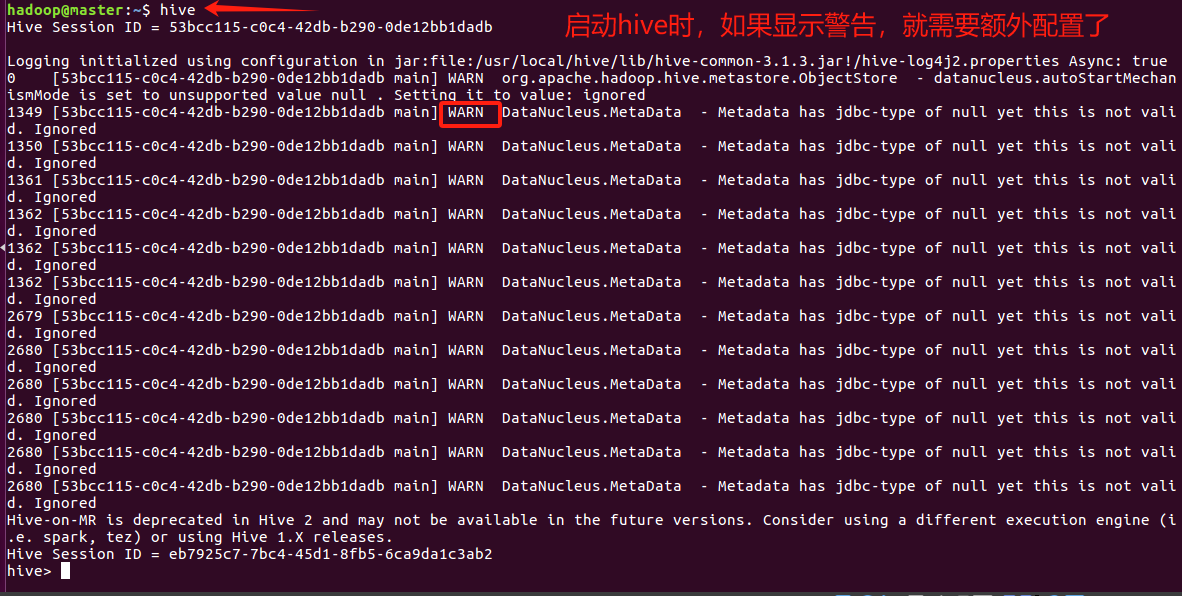 hadoop@master:~$ hive
启动hive时，如果显示警告，就需要额外配置了
Hive Session ID = 53bcc115-c0c4-42db-b290-0de12bb1dadb
Logging initialized using configuration in jar:file:/usr/local/hive/lib/hive-common-3.1.3.jar!/hive-log4j2.properties Async: true
0    [53bcc115-c0c4-42db-b290-0de12bb1dadb main] WARN  org.apache.hadoop.hive.metastore.ObjectStore  - datanucleus.autoStartMechan
ismMode is set to unsupported value null . Setting it to value: ignored
1349 [53bcc115-c0c4-42db-b290-0de12bb1dadb main] WARN  DataNucleus.MetaData  - Metadata has jdbc-type of null yet this is not vali
d. Ignored
1350 [53bcc115-c0c4-42db-b290-0de12bb1dadb main] WARN  DataNucleus.MetaData  - Metadata has jdbc-type of null yet this is not vali
d. Ignored
1361 [53bcc115-c0c4-42db-b290-0de12bb1dadb main] WARN  DataNucleus.MetaData  - Metadata has jdbc-type of null yet this is not vali
d. Ignored
1362 [53bcc115-c0c4-42db-b290-0de12bb1dadb main] WARN  DataNucleus.MetaData  - Metadata has jdbc-type of null yet this is not vali
d. Ignored
1362 [53bcc115-c0c4-42db-b290-0de12bb1dadb main] WARN  DataNucleus.MetaData  - Metadata has jdbc-type of null yet this is not vali
d. Ignored
1362 [53bcc115-c0c4-42db-b290-0de12bb1dadb main] WARN  DataNucleus.MetaData  - Metadata has jdbc-type of null yet this is not vali
d. Ignored
2679 [53bcc115-c0c4-42db-b290-0de12bb1dadb main] WARN  DataNucleus.MetaData  - Metadata has jdbc-type of null yet this is not vali
d. Ignored
2680 [53bcc115-c0c4-42db-b290-0de12bb1dadb main] WARN  DataNucleus.MetaData  - Metadata has jdbc-type of null yet this is not vali
d. Ignored
2680 [53bcc115-c0c4-42db-b290-0de12bb1dadb main] WARN  DataNucleus.MetaData  - Metadata has jdbc-type of null yet this is not vali
d. Ignored
2680 [53bcc115-c0c4-42db-b290-0de12bb1dadb main] WARN  DataNucleus.MetaData  - Metadata has jdbc-type of null yet this is not vali
d. Ignored
2680 [53bcc115-c0c4-42db-b290-0de12bb1dadb main] WARN  DataNucleus.MetaData  - Metadata has jdbc-type of null yet this is not vali
d. Ignored
2680 [53bcc115-c0c4-42db-b290-0de12bb1dadb main] WARN  DataNucleus.MetaData  - Metadata has jdbc-type of null yet this is not vali
d. Ignored
Hive-on-MR is deprecated in Hive 2 and may not be available in the future versions. Consider using a different execution engine (i
.e. spark, tez) or using Hive 1.X releases.
Hive Session ID = eb7925c7-7bc4-45d1-8fb5-6ca9da1c3ab2
hive>